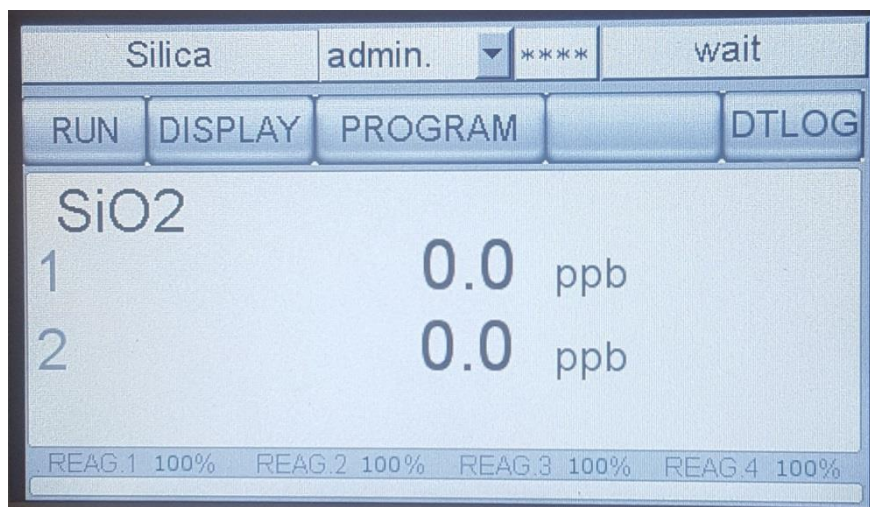 Silica admin. **** wait
RUN DISPLAY PROGRAM DTLOG
SiO2
1 0.0 ppb
2 0.0 ppb
REAG.1 100% REAG.2 100% REAG.3 100% REAG.4 100%